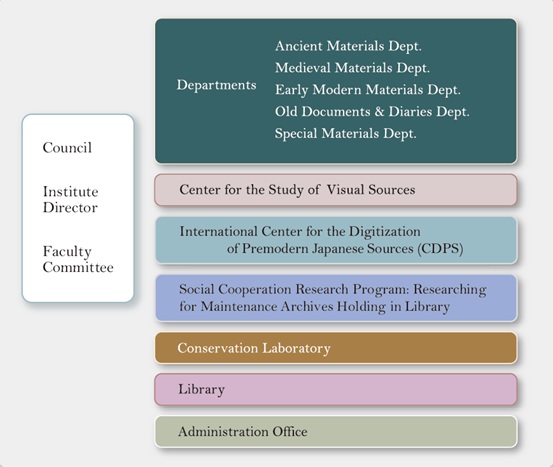 Council
Institute
Director
Faculty
Committee
Departments
Ancient Materials Dept.
Medieval Materials Dept.
Early Modern Materials Dept.
Old Documents & Diaries Dept.
Special Materials Dept.
Center for the Study of Visual Sources
International Center for the Digitization
of Premodern Japanese Sources (CDPS)
Social Cooperation Research Program: Researching
for Maintenance Archives Holding in Library
Conservation Laboratory
Library
Administration Office